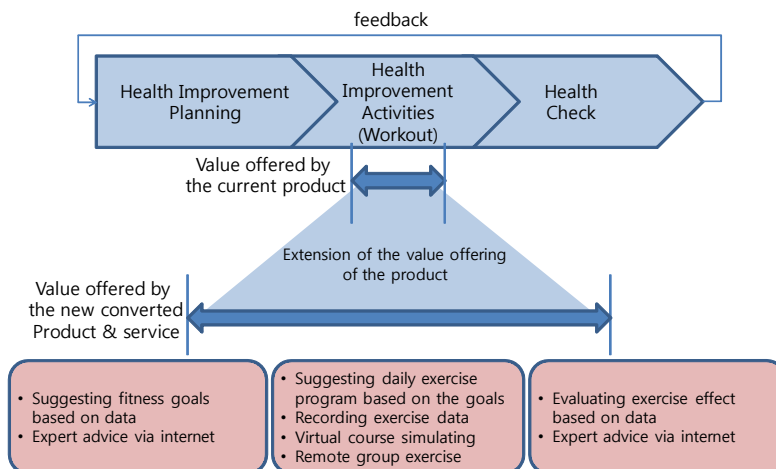 feedback
Health Improvement
Planning
Health
Improvement
Activities
(Workout)
Health
Check
Value offered by
the current product
Extension of the value offering
of the product
Value offered by
the new converted
Product & service
• Suggesting fitness goals
based on data
• Expert advice via internet
• Suggesting daily exercise
program based on the goals
• Recording exercise data
• Virtual course simulating
• Remote group exercise
• Evaluating exercise effect
based on data
• Expert advice via internet